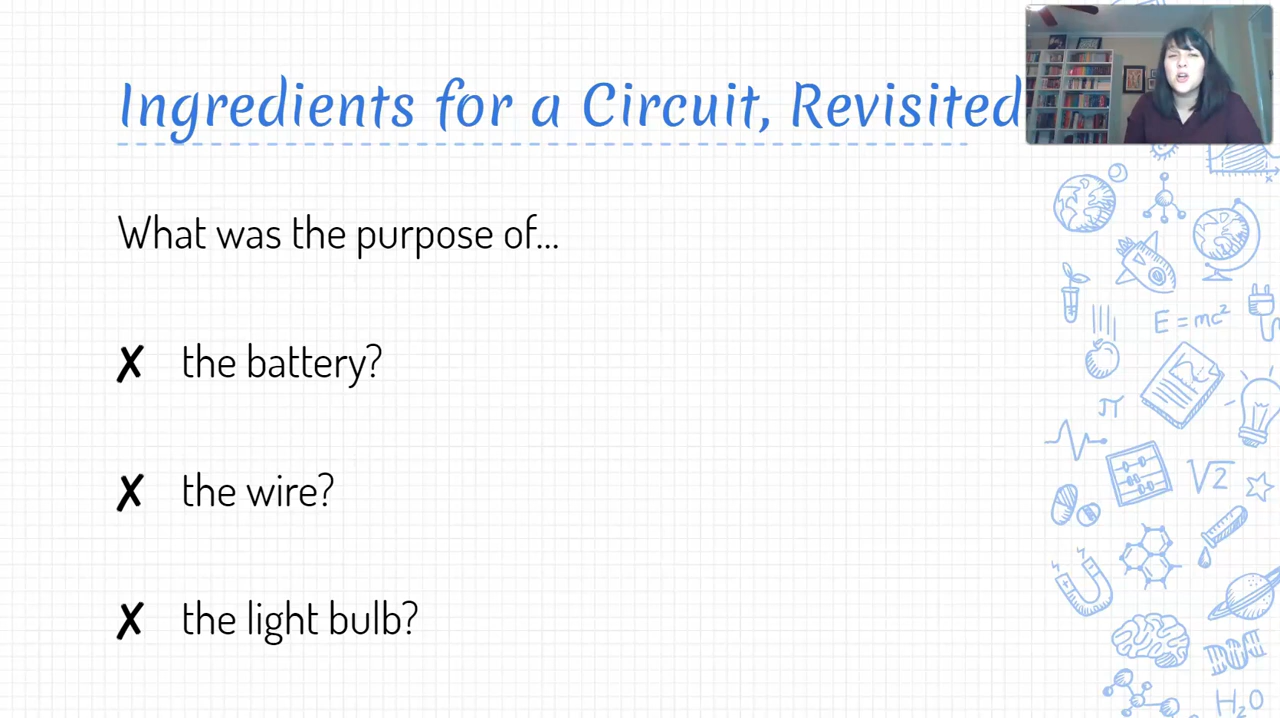 Ingredients for a Circuit, Revisited
What was the purpose of...
✗ the battery?
✗ the wire?
✗ the light bulb?
E = mc²
π
√2
H₂O